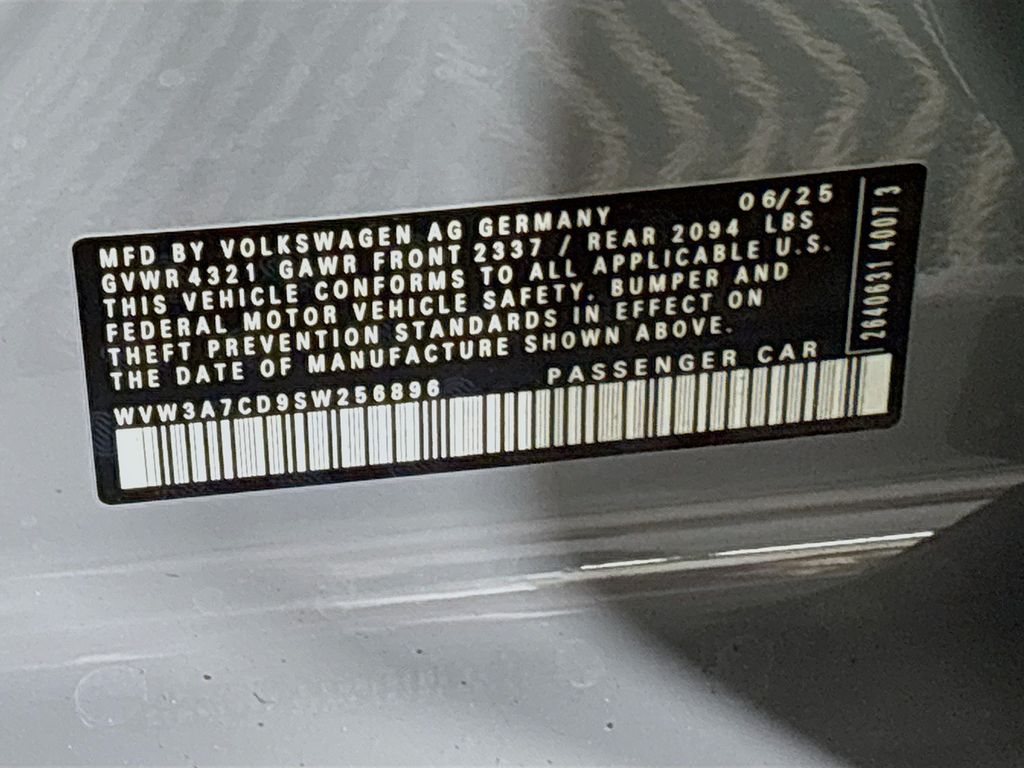 06/25
MFD BY VOLKSWAGEN AG GERMANY
GVWR 4321 GAWR FRONT 2337 / REAR 2094 LBS
THIS VEHICLE CONFORMS TO ALL APPLICABLE U.S.
FEDERAL MOTOR VEHICLE SAFETY. BUMPER AND
THEFT PREVENTION STANDARDS IN EFFECT ON
THE DATE OF MANUFACTURE SHOWN ABOVE.
WVW3A7CD9SW256896 PASSENGER CAR
2640631 4007 3